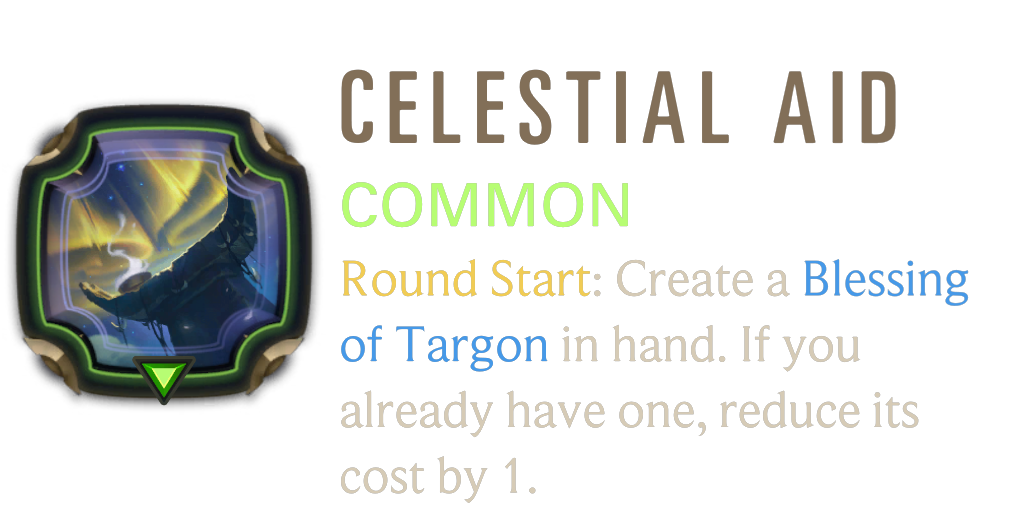 CELESTIAL AID
COMMON
Round Start: Create a Blessing
of Targon in hand. If you
already have one, reduce its
cost by 1.